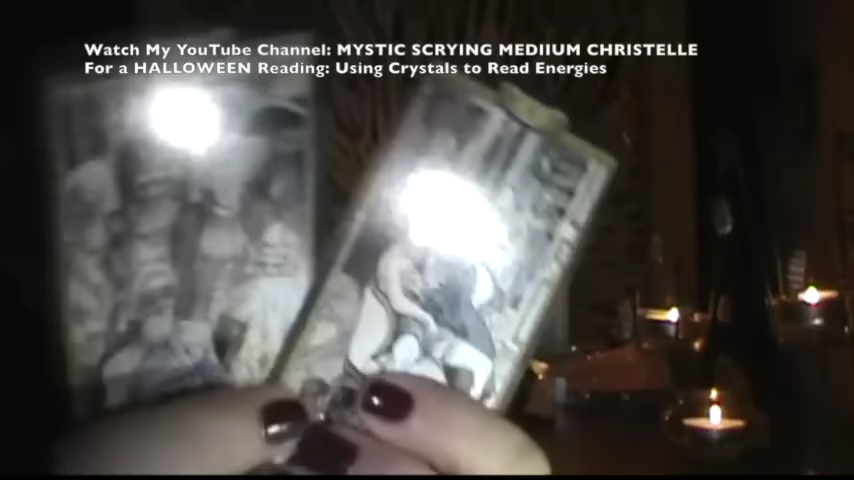 Watch My YouTube Channel: MYSTIC SCRYING MEDIIUM CHRISTELLE
For a HALLOWEEN Reading: Using Crystals to Read Energies